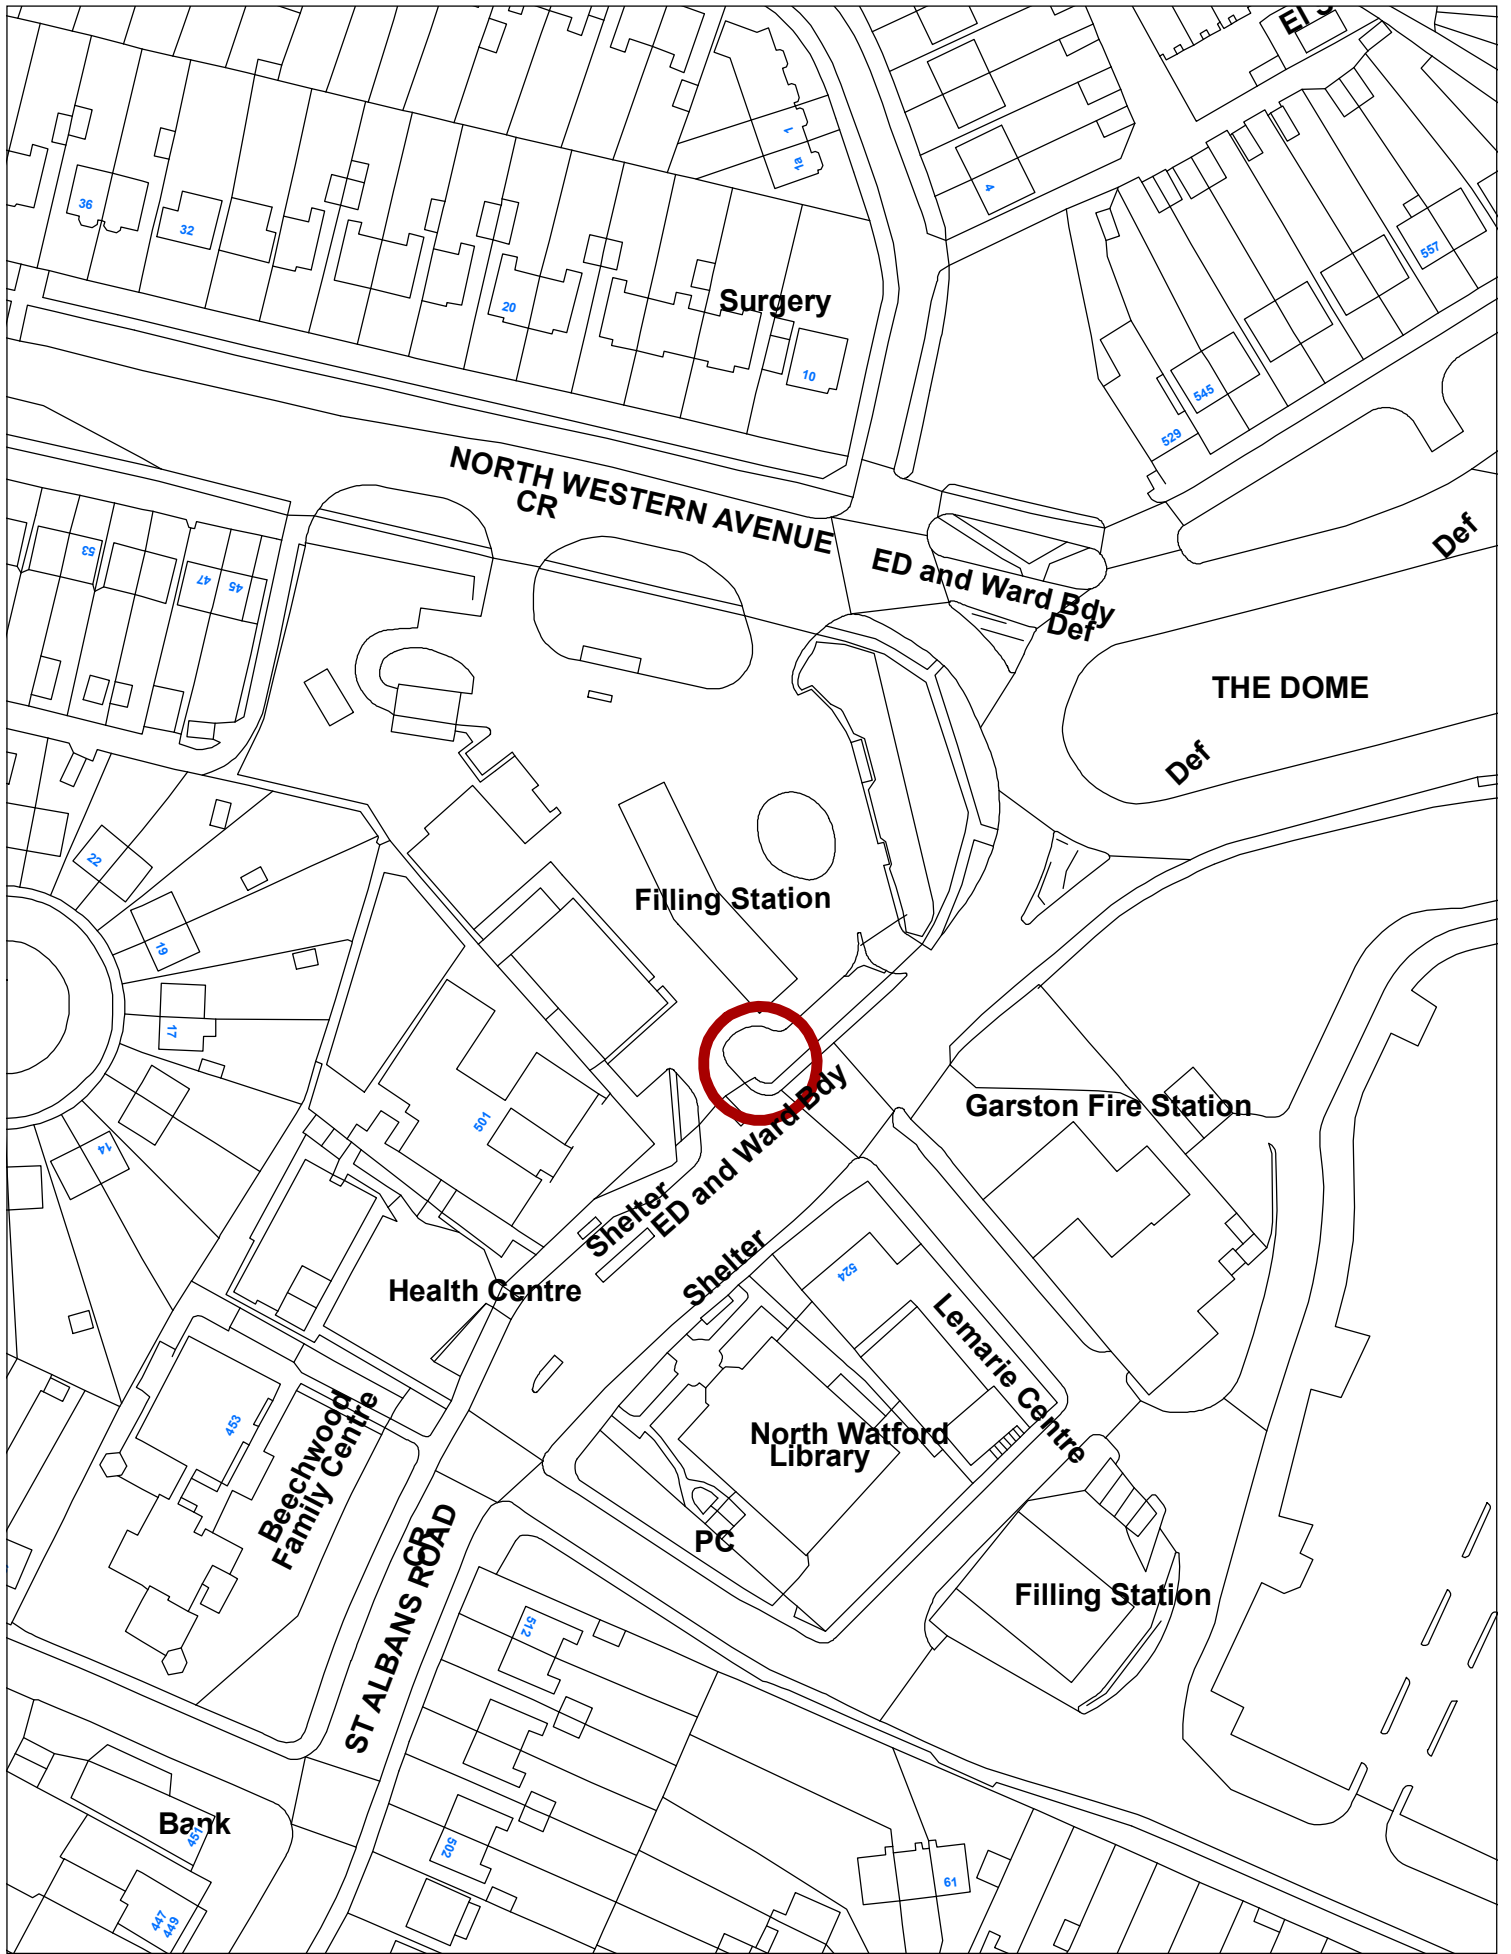 1
1a
4
36
32
20
Surgery
10
557
545
529
NORTH WESTERN AVENUE
CR
ED and Ward Bdy
Def
Def
53
47
45
THE DOME
Def
22
19
17
14
Filling Station
501
Garston Fire Station
ED and Ward Bdy
Shelter
Shelter
Health Centre
524
Lemarie Centre
North Watford
Library
453
Beechwood
Family Centre
PC
CR
ST ALBANS ROAD
Filling Station
512
Bank
451
502
61
447
449